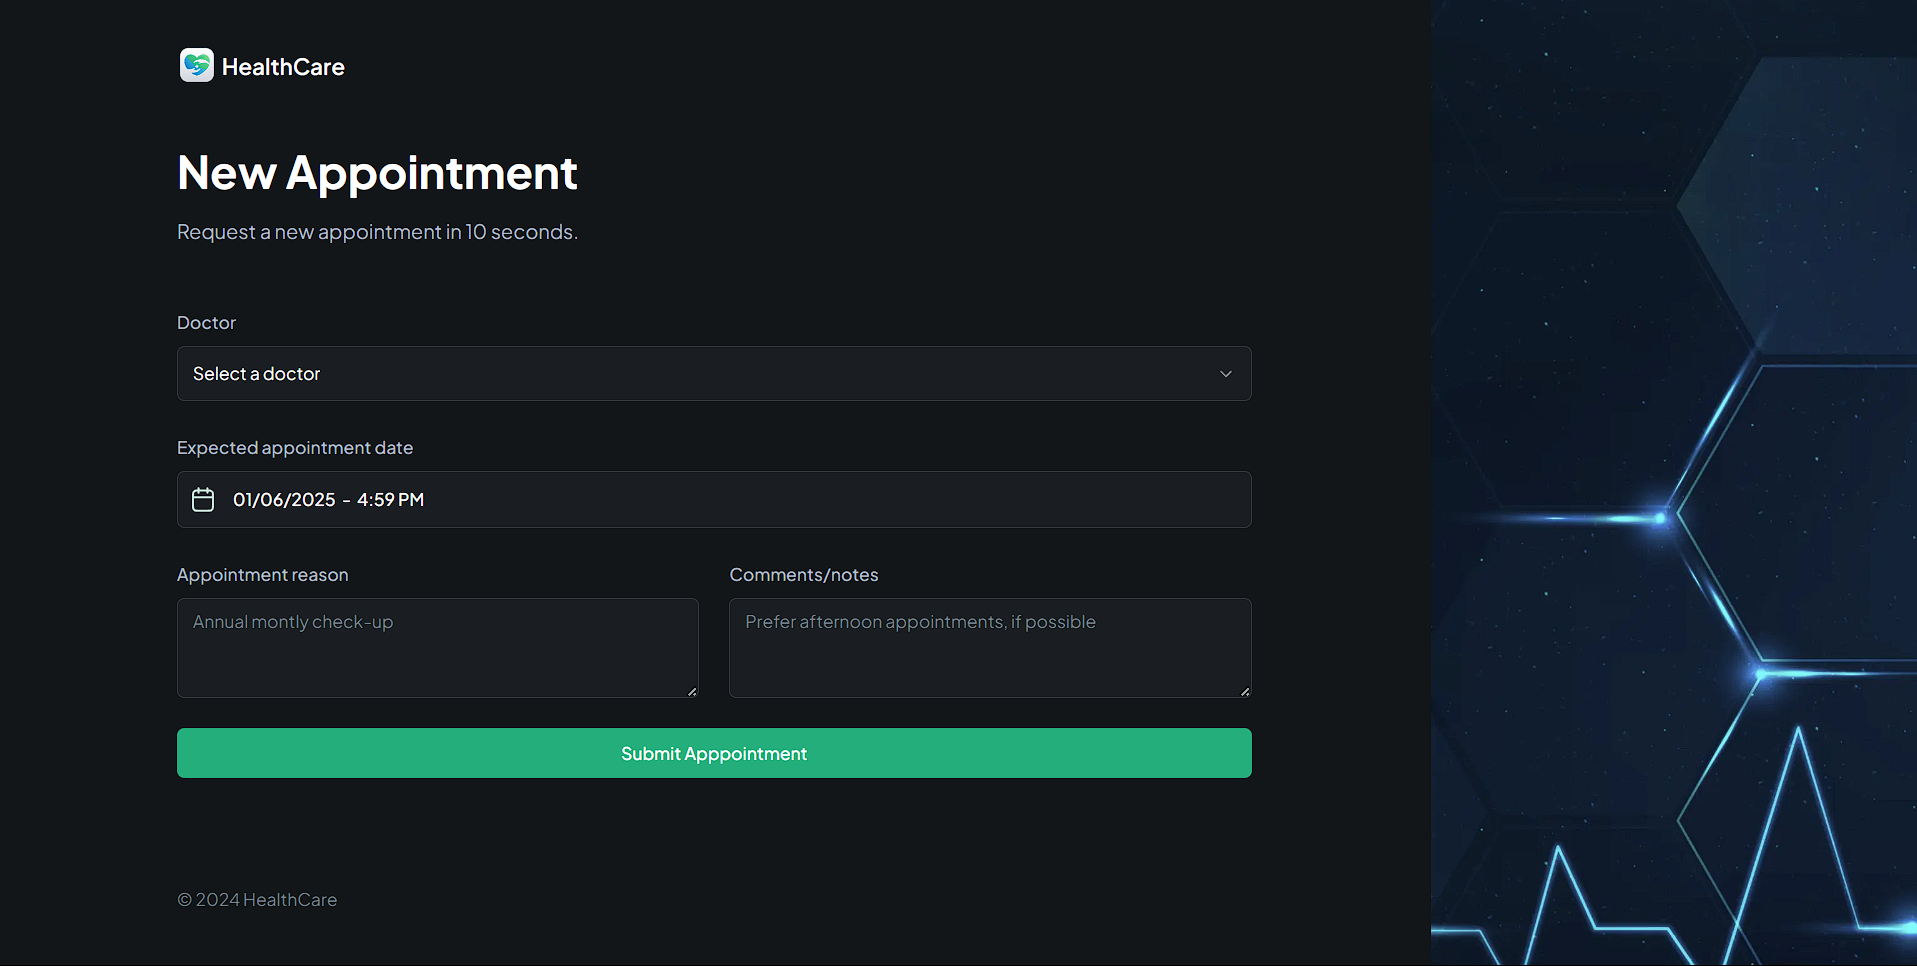 HealthCare
New Appointment
Request a new appointment in 10 seconds.
Doctor
Select a doctor
Expected appointment date
01/06/2025 - 4:59 PM
Appointment reason
Comments/notes
Annual montly check-up
Prefer afternoon appointments, if possible
Submit Apppointment
© 2024 HealthCare